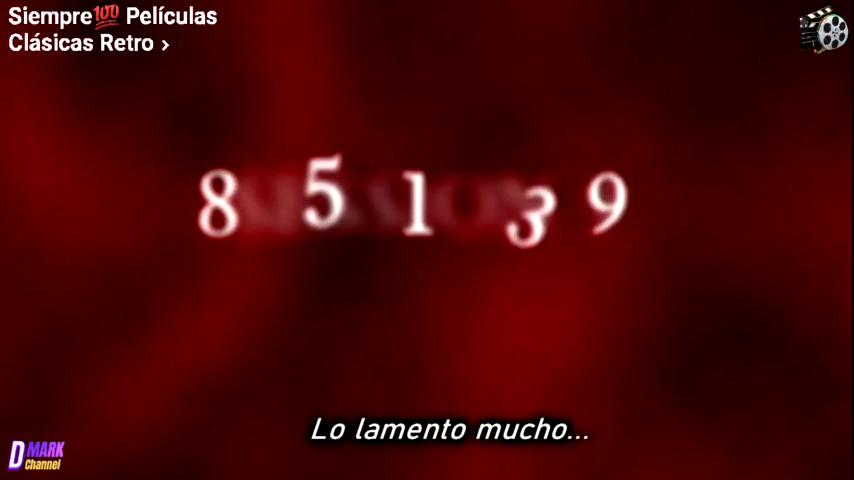 Siempre💯 Películas
Clásicas Retro ›
8 5 1 3 9
Lo lamento mucho...
D MARK
Channel